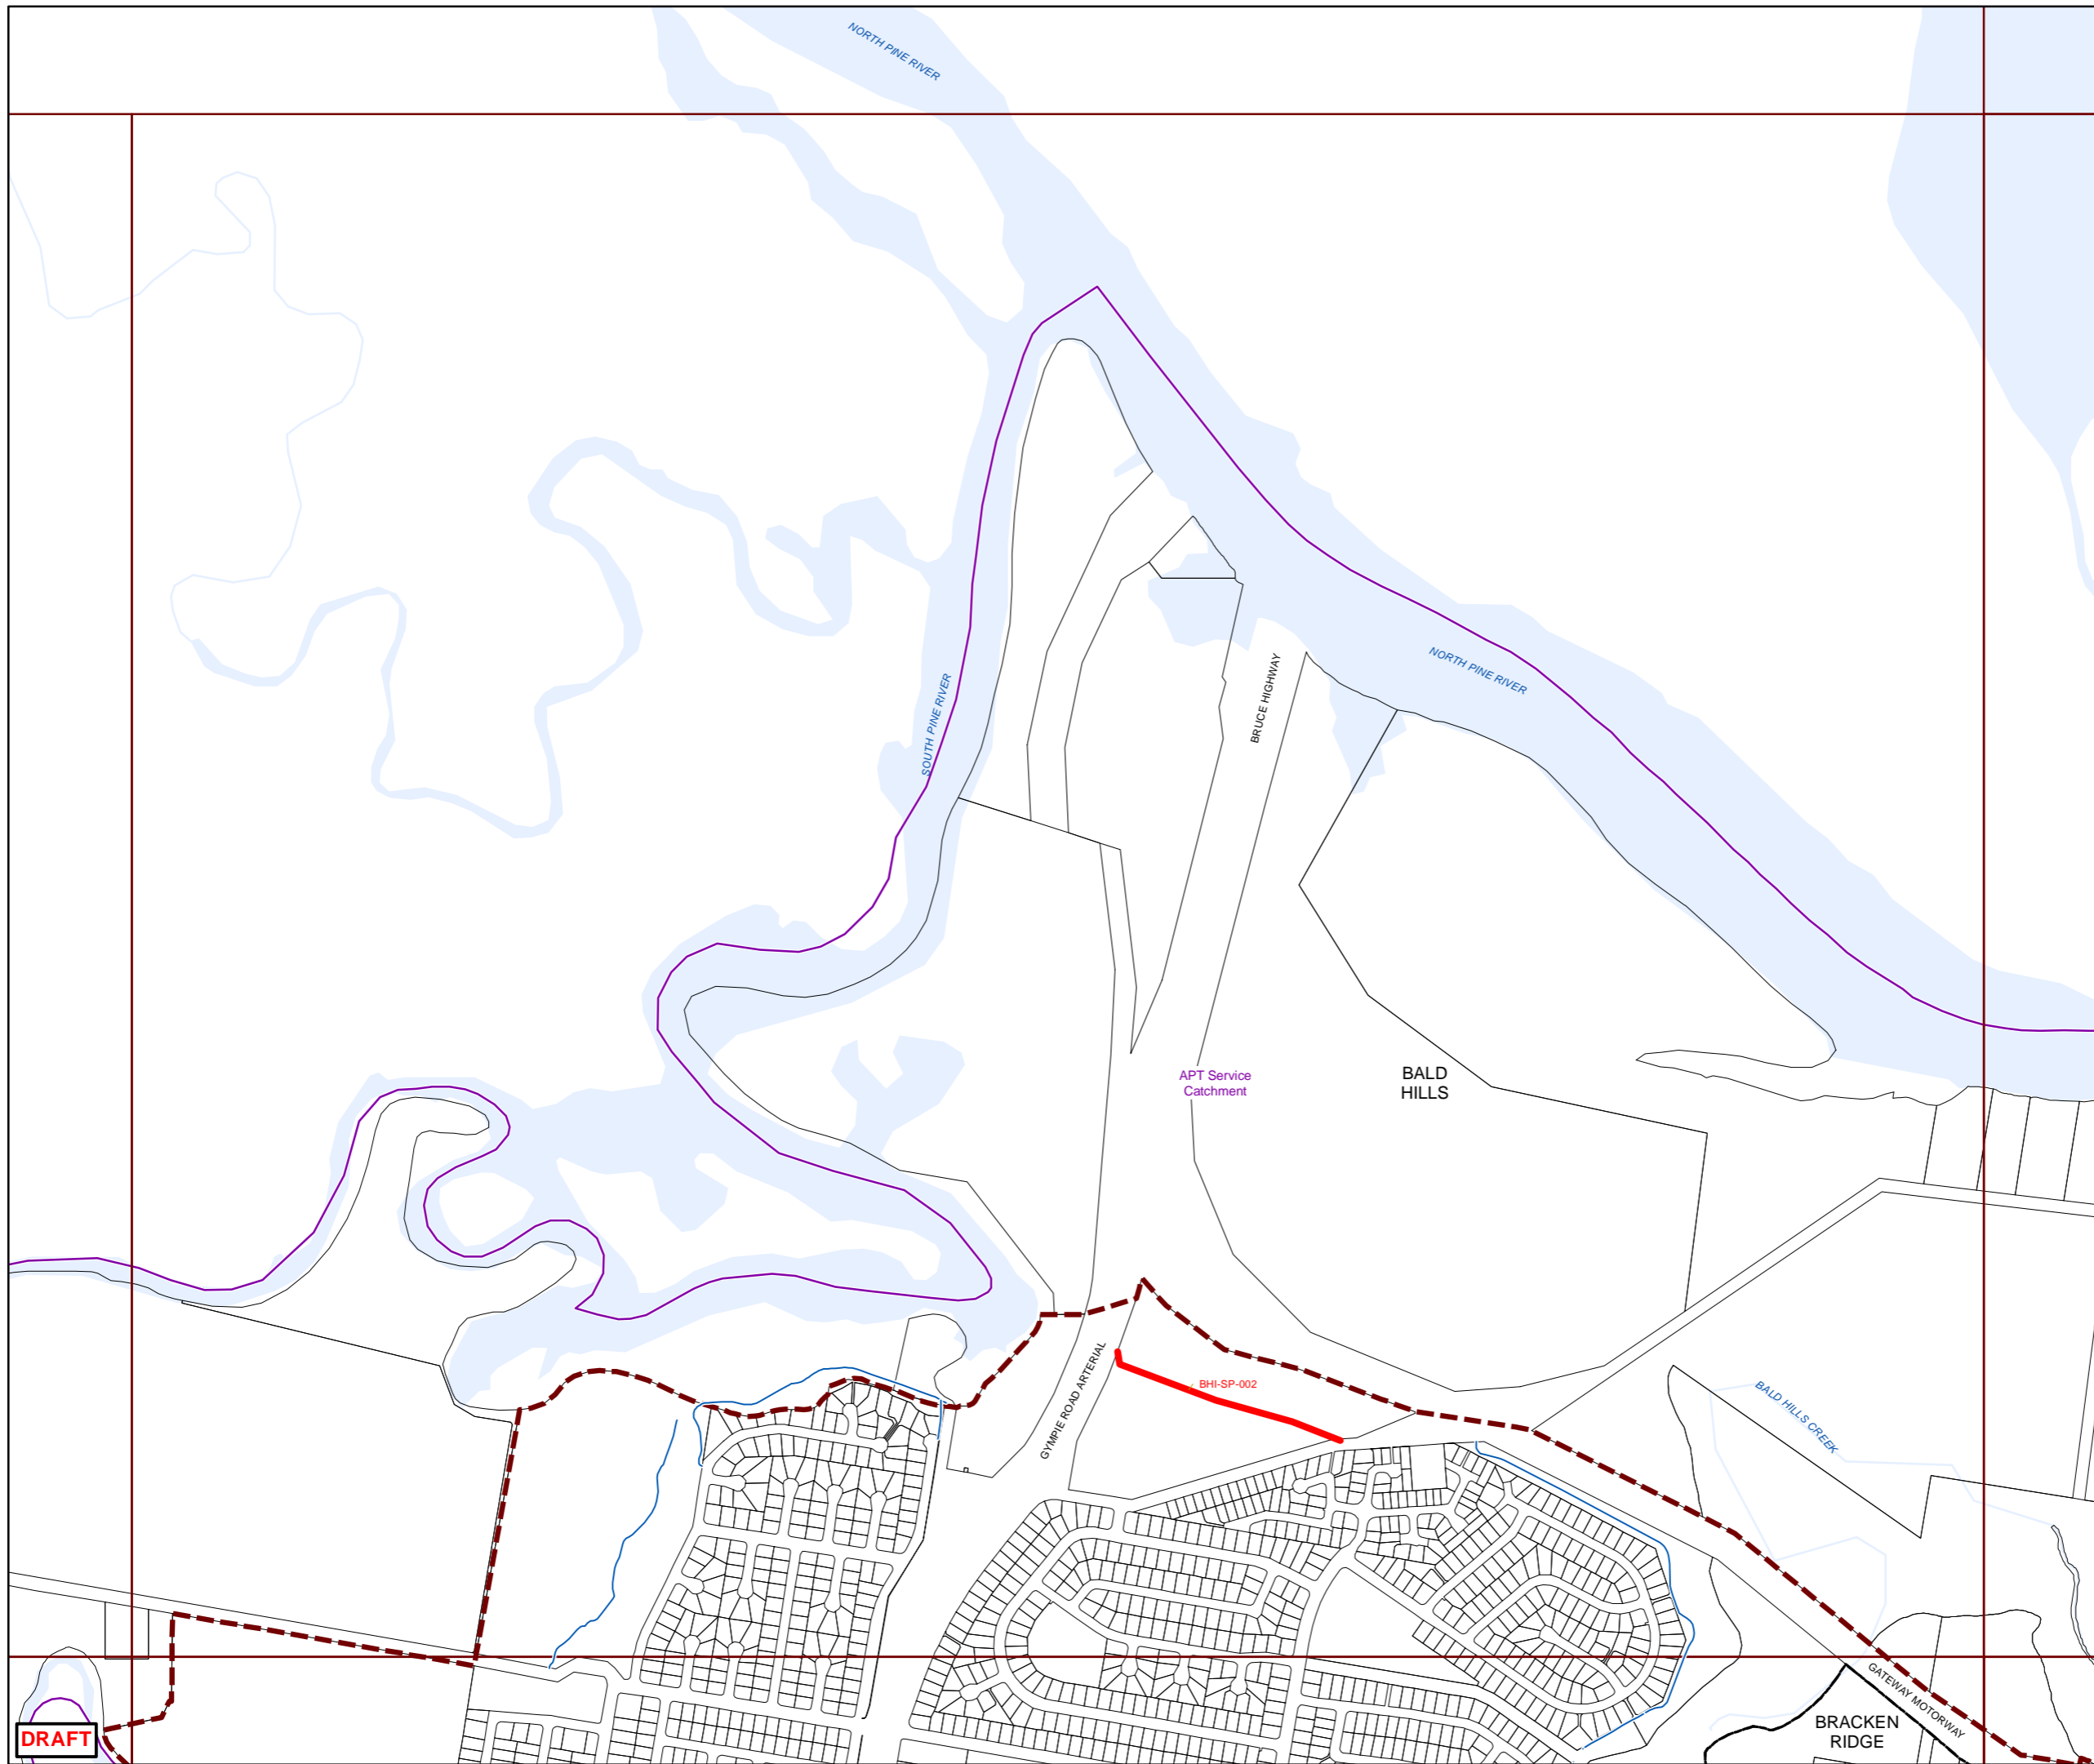 NORTH PINE RIVER
NORTH PINE RIVER
BRUCE HIGHWAY
SOUTH PINE RIVER
APT Service
Catchment
BALD
HILLS
GYMPIE ROAD ARTERIAL
BHI-SP-002
BALD HILLS CREEK
GATEWAY MOTORWAY
BRACKEN
RIDGE
DRAFT